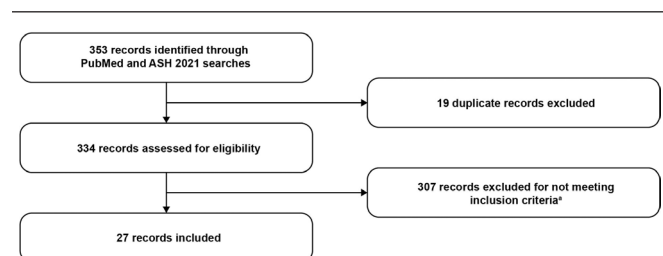 353 records identified through
PubMed and ASH 2021 searches
19 duplicate records excluded
334 records assessed for eligibility
307 records excluded for not meeting
inclusion criteriaᵃ
27 records included